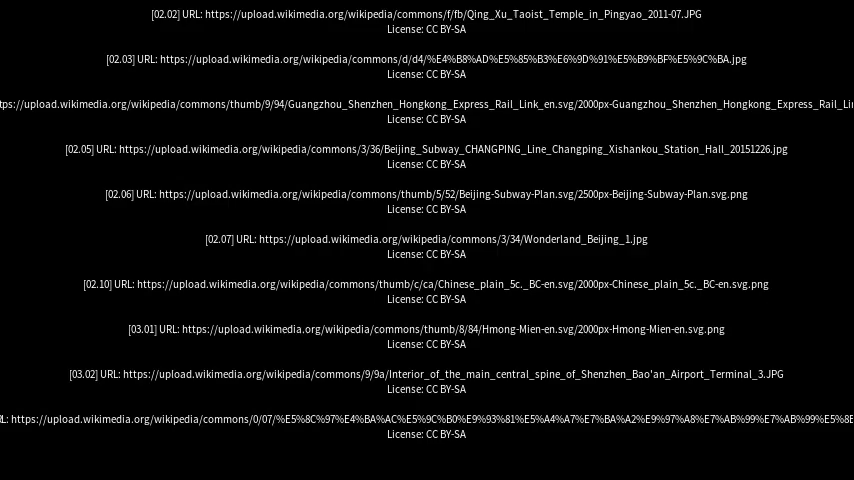 [02.02] URL: https://upload.wikimedia.org/wikipedia/commons/f/fb/Qing_Xu_Taoist_Temple_in_Pingyao_2011-07.JPG
License: CC BY-SA
[02.03] URL: https://upload.wikimedia.org/wikipedia/commons/d/d4/%E4%B8%AD%E5%85%B3%E6%9D%91%E5%B9%BF%E5%9C%BA.jpg
License: CC BY-SA
tps://upload.wikimedia.org/wikipedia/commons/thumb/9/94/Guangzhou_Shenzhen_Hongkong_Express_Rail_Link_en.svg/2000px-Guangzhou_Shenzhen_Hongkong_Express_Rail_Lin
License: CC BY-SA
[02.05] URL: https://upload.wikimedia.org/wikipedia/commons/3/36/Beijing_Subway_CHANGPING_Line_Changping_Xishankou_Station_Hall_20151226.jpg
License: CC BY-SA
[02.06] URL: https://upload.wikimedia.org/wikipedia/commons/thumb/5/52/Beijing-Subway-Plan.svg/2500px-Beijing-Subway-Plan.svg.png
License: CC BY-SA
[02.07] URL: https://upload.wikimedia.org/wikipedia/commons/3/34/Wonderland_Beijing_1.jpg
License: CC BY-SA
[02.10] URL: https://upload.wikimedia.org/wikipedia/commons/thumb/c/ca/Chinese_plain_5c._BC-en.svg/2000px-Chinese_plain_5c._BC-en.svg.png
License: CC BY-SA
[03.01] URL: https://upload.wikimedia.org/wikipedia/commons/thumb/8/84/Hmong-Mien-en.svg/2000px-Hmong-Mien-en.svg.png
License: CC BY-SA
[03.02] URL: https://upload.wikimedia.org/wikipedia/commons/9/9a/Interior_of_the_main_central_spine_of_Shenzhen_Bao'an_Airport_Terminal_3.JPG
License: CC BY-SA
RL: https://upload.wikimedia.org/wikipedia/commons/0/07/%E5%8C%97%E4%BA%AC%E5%9C%B0%E9%93%81%E5%A4%A7%E7%BA%A2%E9%97%A8%E7%AB%99%E7%AB%99%E5%8E
License: CC BY-SA